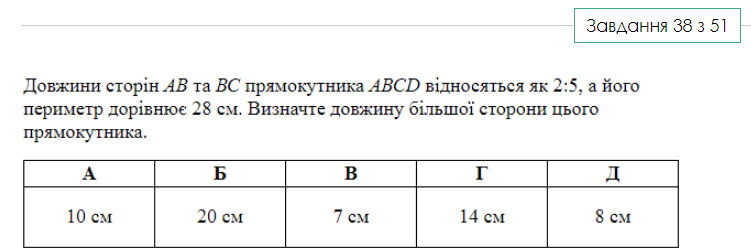 Завдання 38 з 51
Довжини сторін AB та BC прямокутника ABCD відносяться як 2:5, а його
периметр дорівнює 28 см. Визначте довжину більшої сторони цього
прямокутника.
А Б В Г Д
10 см 20 см 7 см 14 см 8 см